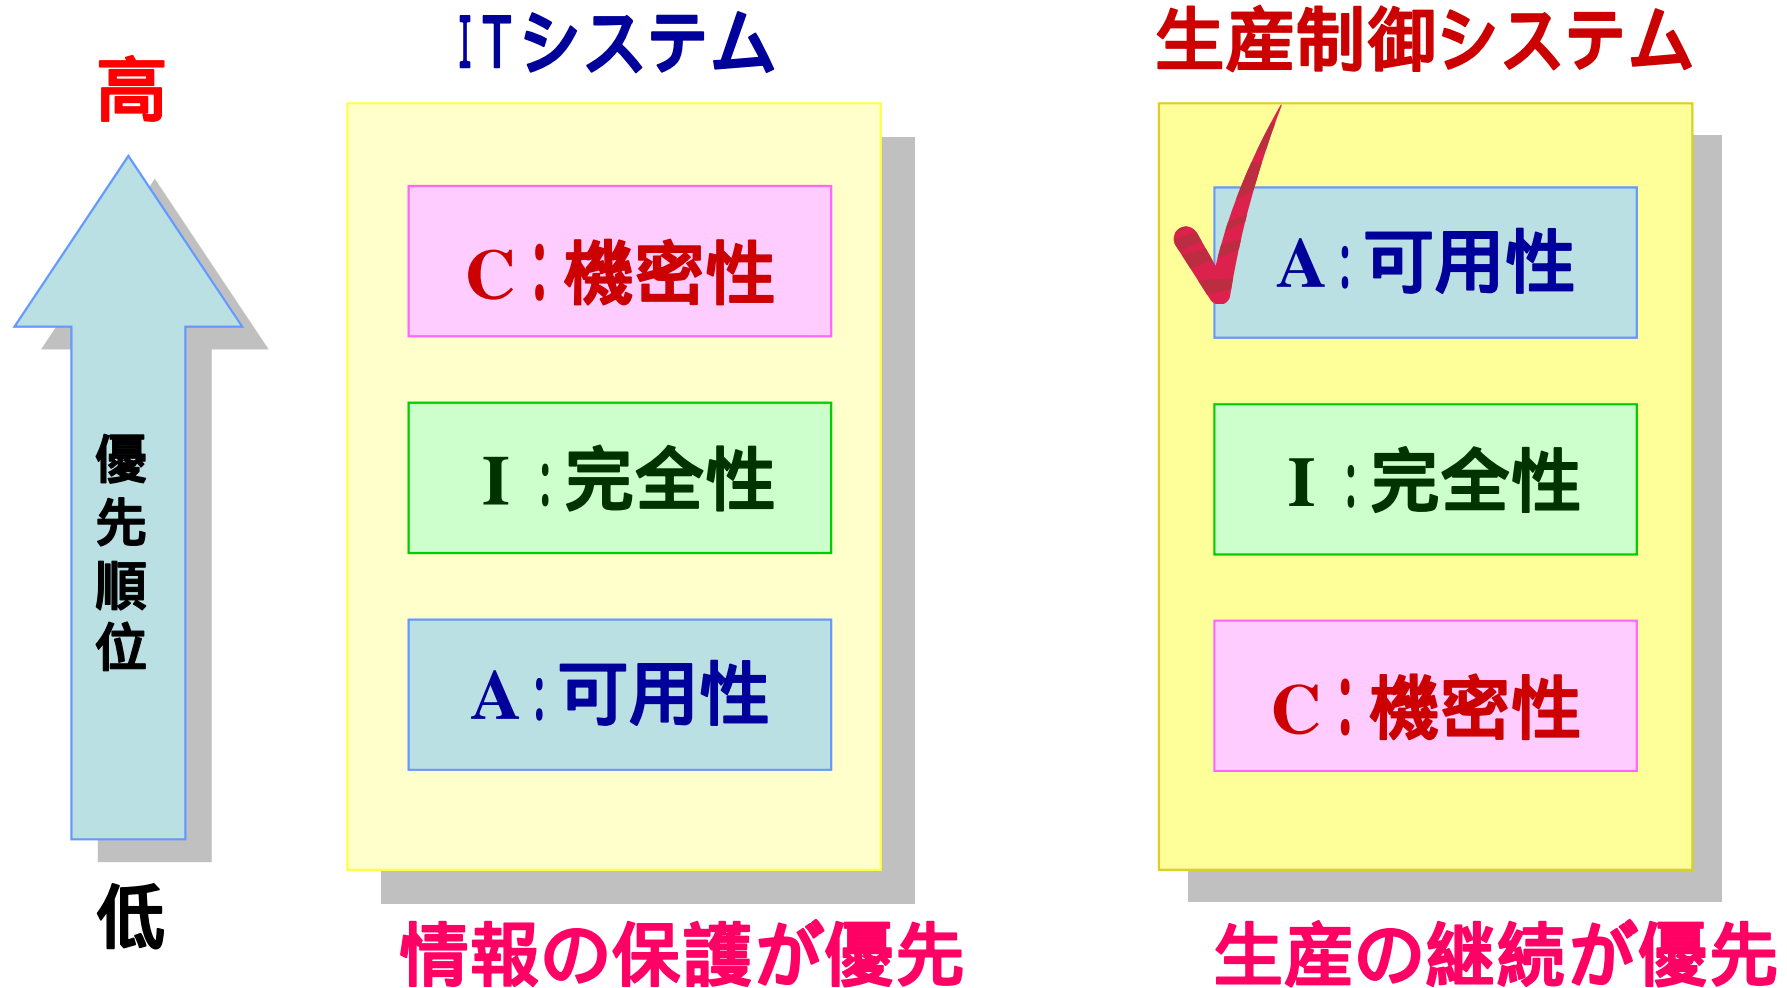 高
優先順位
低
ITシステム
C:機密性
I:完全性
A:可用性
情報の保護が優先
生産制御システム
A:可用性
I:完全性
C:機密性
生産の継続が優先